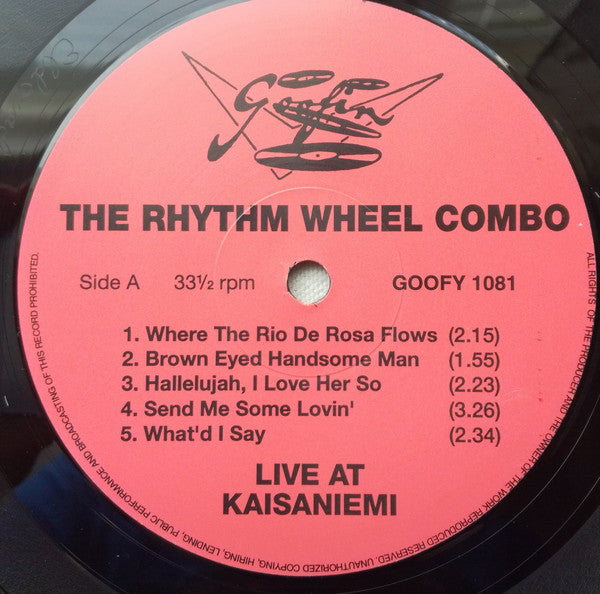 Goofin
THE RHYTHM WHEEL COMBO
Side A 33½ rpm GOOFY 1081
1. Where The Rio De Rosa Flows (2.15)
2. Brown Eyed Handsome Man (1.55)
3. Hallelujah, I Love Her So (2.23)
4. Send Me Some Lovin' (3.26)
5. What'd I Say (2.34)
LIVE AT
KAISANIEMI
ALL RIGHTS OF THE PRODUCER AND THE OWNER OF THE WORK REPRODUCED RESERVED. UNAUTHORIZED COPYING, HIRING, LENDING, PUBLIC PERFORMANCE AND BROADCASTING OF THIS RECORD PROHIBITED.